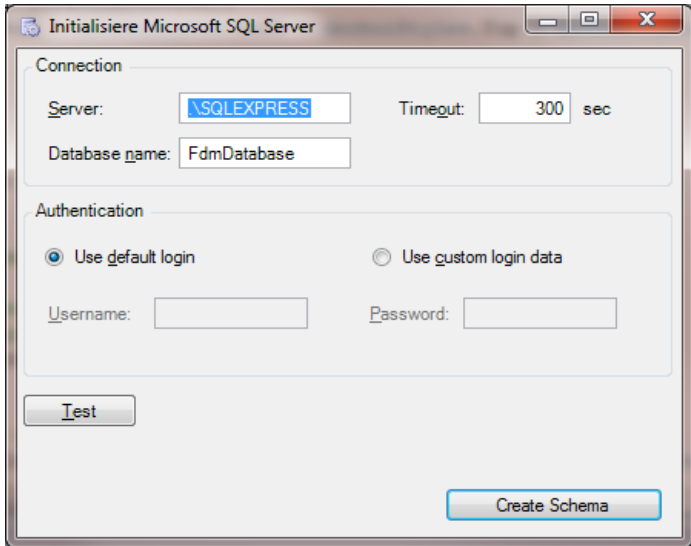 Initialisiere Microsoft SQL Server
Connection
Server: .\SQLEXPRESS Timeout: 300 sec
Database name: FdmDatabase
Authentication
Use default login Use custom login data
Username: Password:
Test
Create Schema